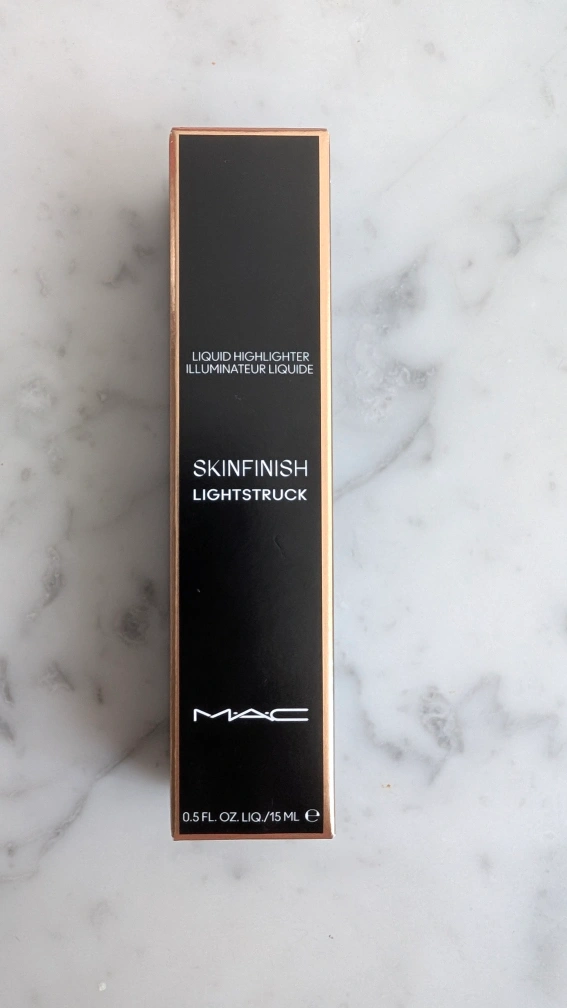 LIQUID HIGHLIGHTER
ILLUMINATEUR LIQUIDE
SKINFINISH
LIGHTSTRUCK
M·A·C
0.5 FL. OZ. LIQ./15 ML ℮